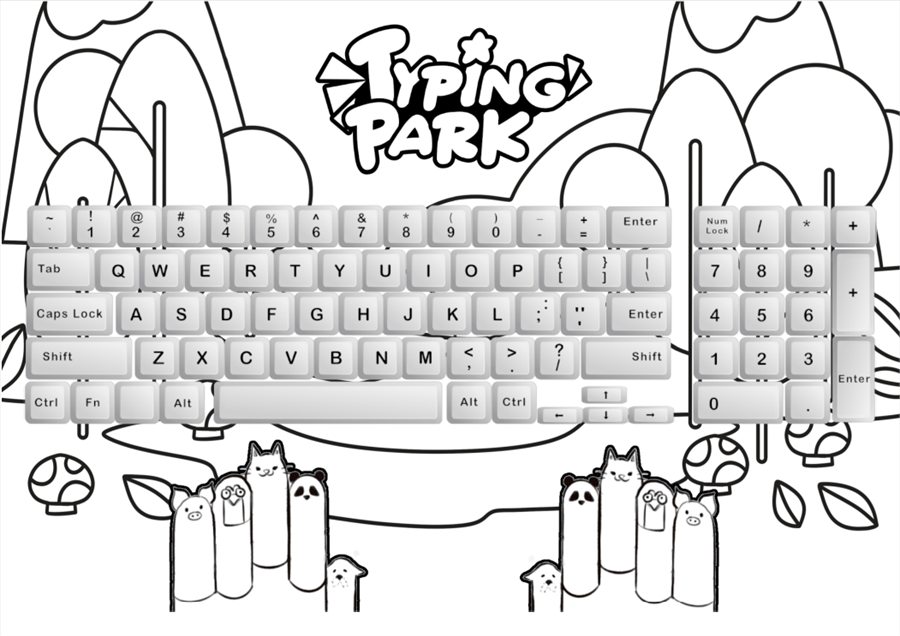 TYPING
PARK
~ ! @ # $ % ^ & * ( ) _ + Enter
` 1 2 3 4 5 6 7 8 9 0 - =
Tab Q W E R T Y U I O P { [ } ] | \
Caps Lock A S D F G H J K L : ; " ' Enter
Shift Z X C V B N M < , > . ? / Shift
Ctrl Fn Alt Alt Ctrl ↑
← ↓ →
Num Lock / * +
7 8 9 +
4 5 6
1 2 3 Enter
0 .